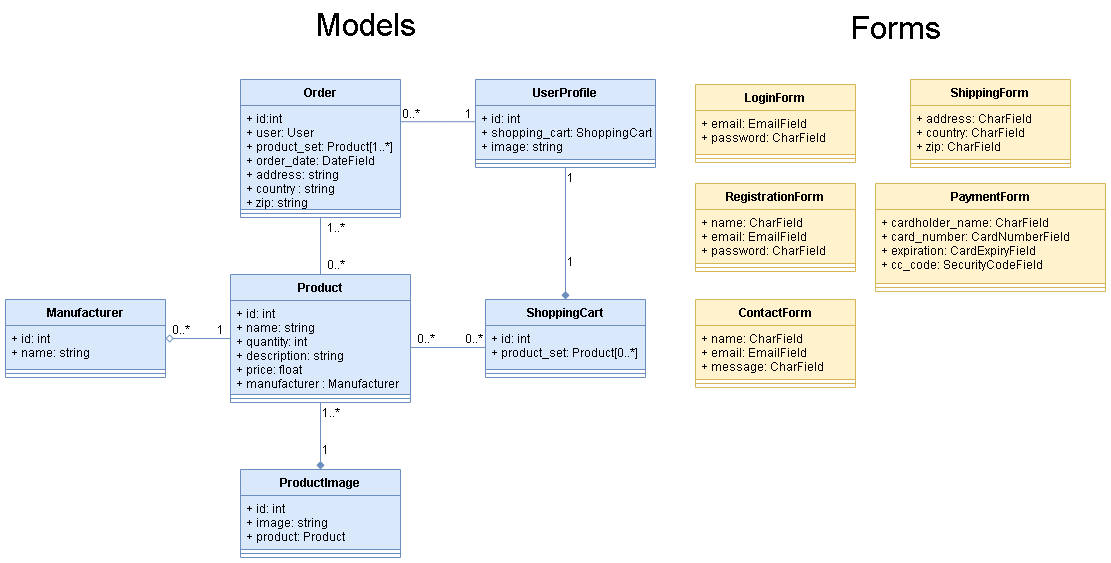 Models
Forms
Order
+ id:int
+ user: User
+ product_set: Product[1..*]
+ order_date: DateField
+ address: string
+ country : string
+ zip: string
0..*
1
UserProfile
+ id: int
+ shopping_cart: ShoppingCart
+ image: string
1..*
0..*
1
1
Manufacturer
+ id: int
+ name: string
0..*
1
Product
+ id: int
+ name: string
+ quantity: int
+ description: string
+ price: float
+ manufacturer : Manufacturer
0..*
0..*
ShoppingCart
+ id: int
+ product_set: Product[0..*]
1..*
1
ProductImage
+ id: int
+ image: string
+ product: Product
LoginForm
+ email: EmailField
+ password: CharField
ShippingForm
+ address: CharField
+ country: CharField
+ zip: CharField
RegistrationForm
+ name: CharField
+ email: EmailField
+ password: CharField
PaymentForm
+ cardholder_name: CharField
+ card_number: CardNumberField
+ expiration: CardExpiryField
+ cc_code: SecurityCodeField
ContactForm
+ name: CharField
+ email: EmailField
+ message: CharField